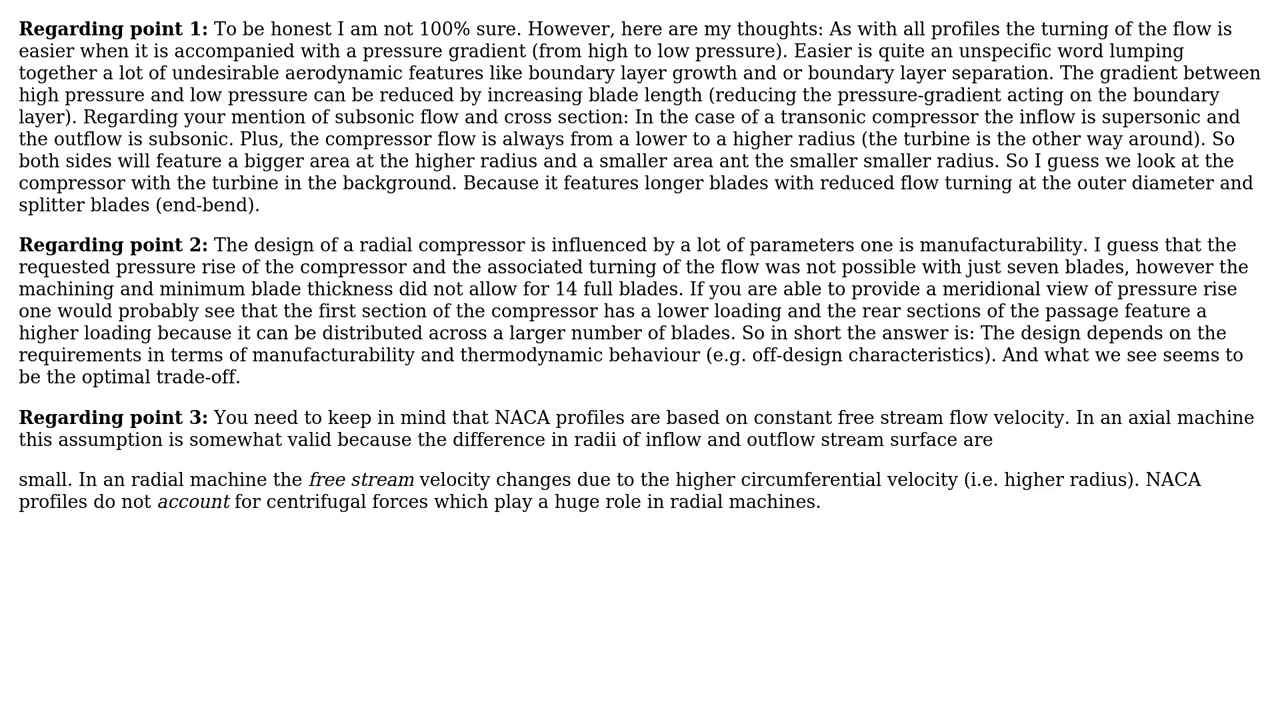 Regarding point 1: To be honest I am not 100% sure. However, here are my thoughts: As with all profiles the turning of the flow is
easier when it is accompanied with a pressure gradient (from high to low pressure). Easier is quite an unspecific word lumping
together a lot of undesirable aerodynamic features like boundary layer growth and or boundary layer separation. The gradient between
high pressure and low pressure can be reduced by increasing blade length (reducing the pressure-gradient acting on the boundary
layer). Regarding your mention of subsonic flow and cross section: In the case of a transonic compressor the inflow is supersonic and
the outflow is subsonic. Plus, the compressor flow is always from a lower to a higher radius (the turbine is the other way around). So
both sides will feature a bigger area at the higher radius and a smaller area ant the smaller smaller radius. So I guess we look at the
compressor with the turbine in the background. Because it features longer blades with reduced flow turning at the outer diameter and
splitter blades (end-bend).
Regarding point 2: The design of a radial compressor is influenced by a lot of parameters one is manufacturability. I guess that the
requested pressure rise of the compressor and the associated turning of the flow was not possible with just seven blades, however the
machining and minimum blade thickness did not allow for 14 full blades. If you are able to provide a meridional view of pressure rise
one would probably see that the first section of the compressor has a lower loading and the rear sections of the passage feature a
higher loading because it can be distributed across a larger number of blades. So in short the answer is: The design depends on the
requirements in terms of manufacturability and thermodynamic behaviour (e.g. off-design characteristics). And what we see seems to
be the optimal trade-off.
Regarding point 3: You need to keep in mind that NACA profiles are based on constant free stream flow velocity. In an axial machine
this assumption is somewhat valid because the difference in radii of inflow and outflow stream surface are
small. In an radial machine the free stream velocity changes due to the higher circumferential velocity (i.e. higher radius). NACA
profiles do not account for centrifugal forces which play a huge role in radial machines.